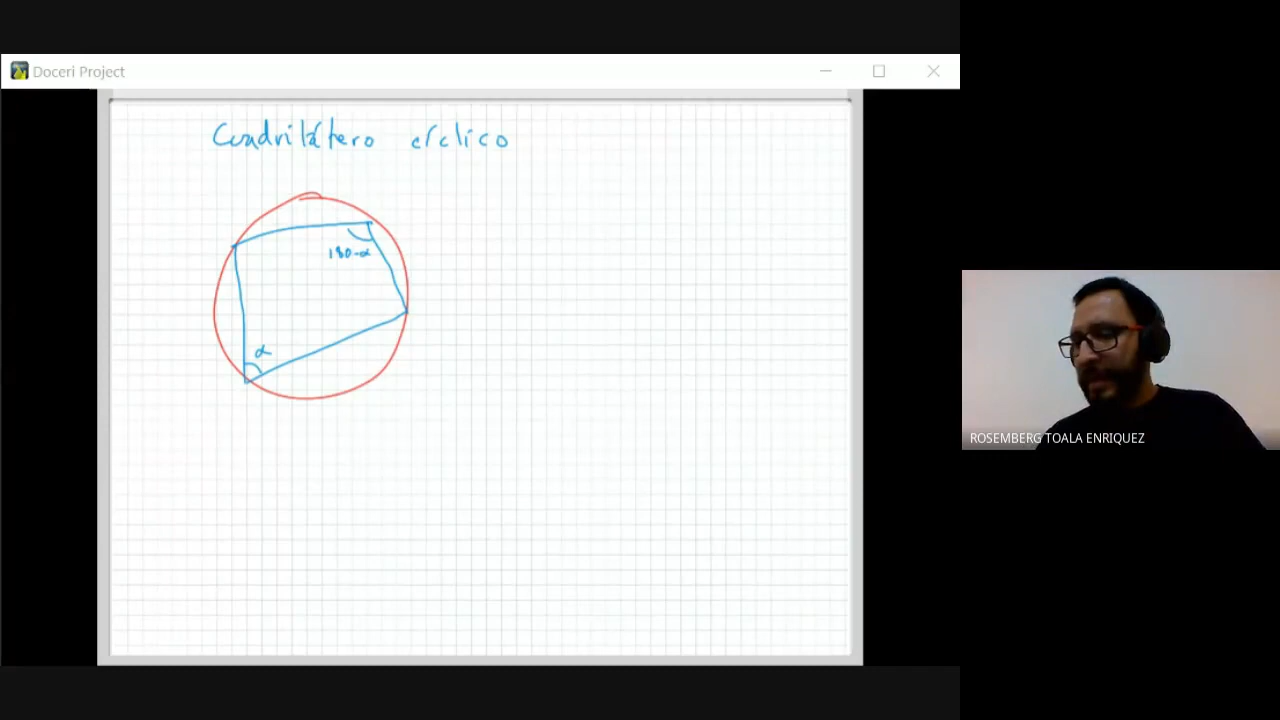 Doceri Project
Cuadrilátero cíclico
180-α
α
ROSEMBERG TOALA ENRIQUEZ